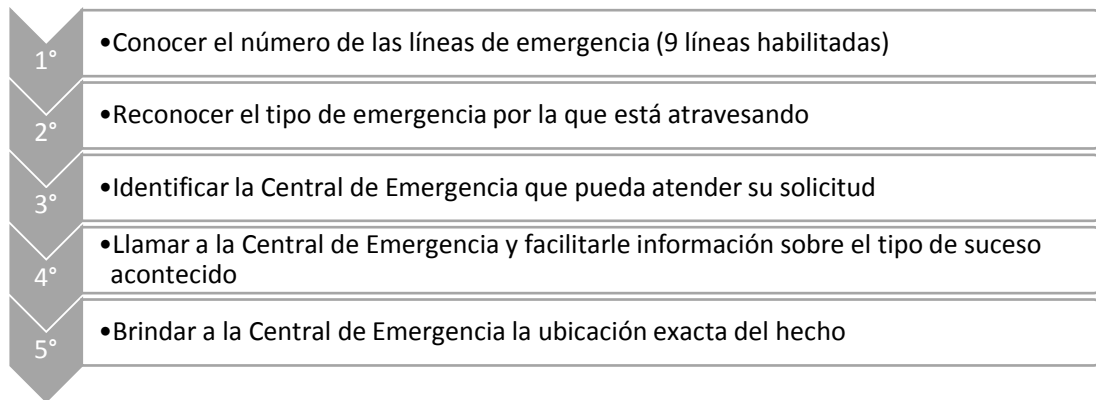 1°
•Conocer el número de las líneas de emergencia (9 líneas habilitadas)
2°
•Reconocer el tipo de emergencia por la que está atravesando
3°
•Identificar la Central de Emergencia que pueda atender su solicitud
4°
•Llamar a la Central de Emergencia y facilitarle información sobre el tipo de suceso
acontecido
5°
•Brindar a la Central de Emergencia la ubicación exacta del hecho